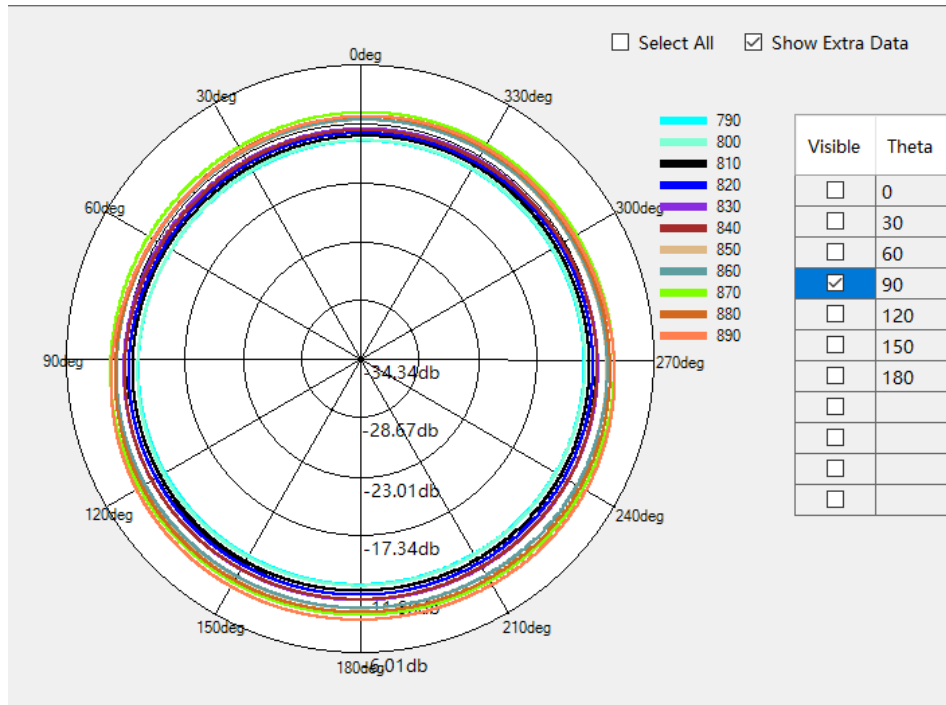 Select All
Show Extra Data
0deg
30deg
330deg
60deg
300deg
90deg
270deg
120deg
240deg
150deg
210deg
180deg
-34.34db
-28.67db
-23.01db
-17.34db
-6.01db
790
800
810
820
830
840
850
860
870
880
890
Visible Theta
0
30
60
90
120
150
180